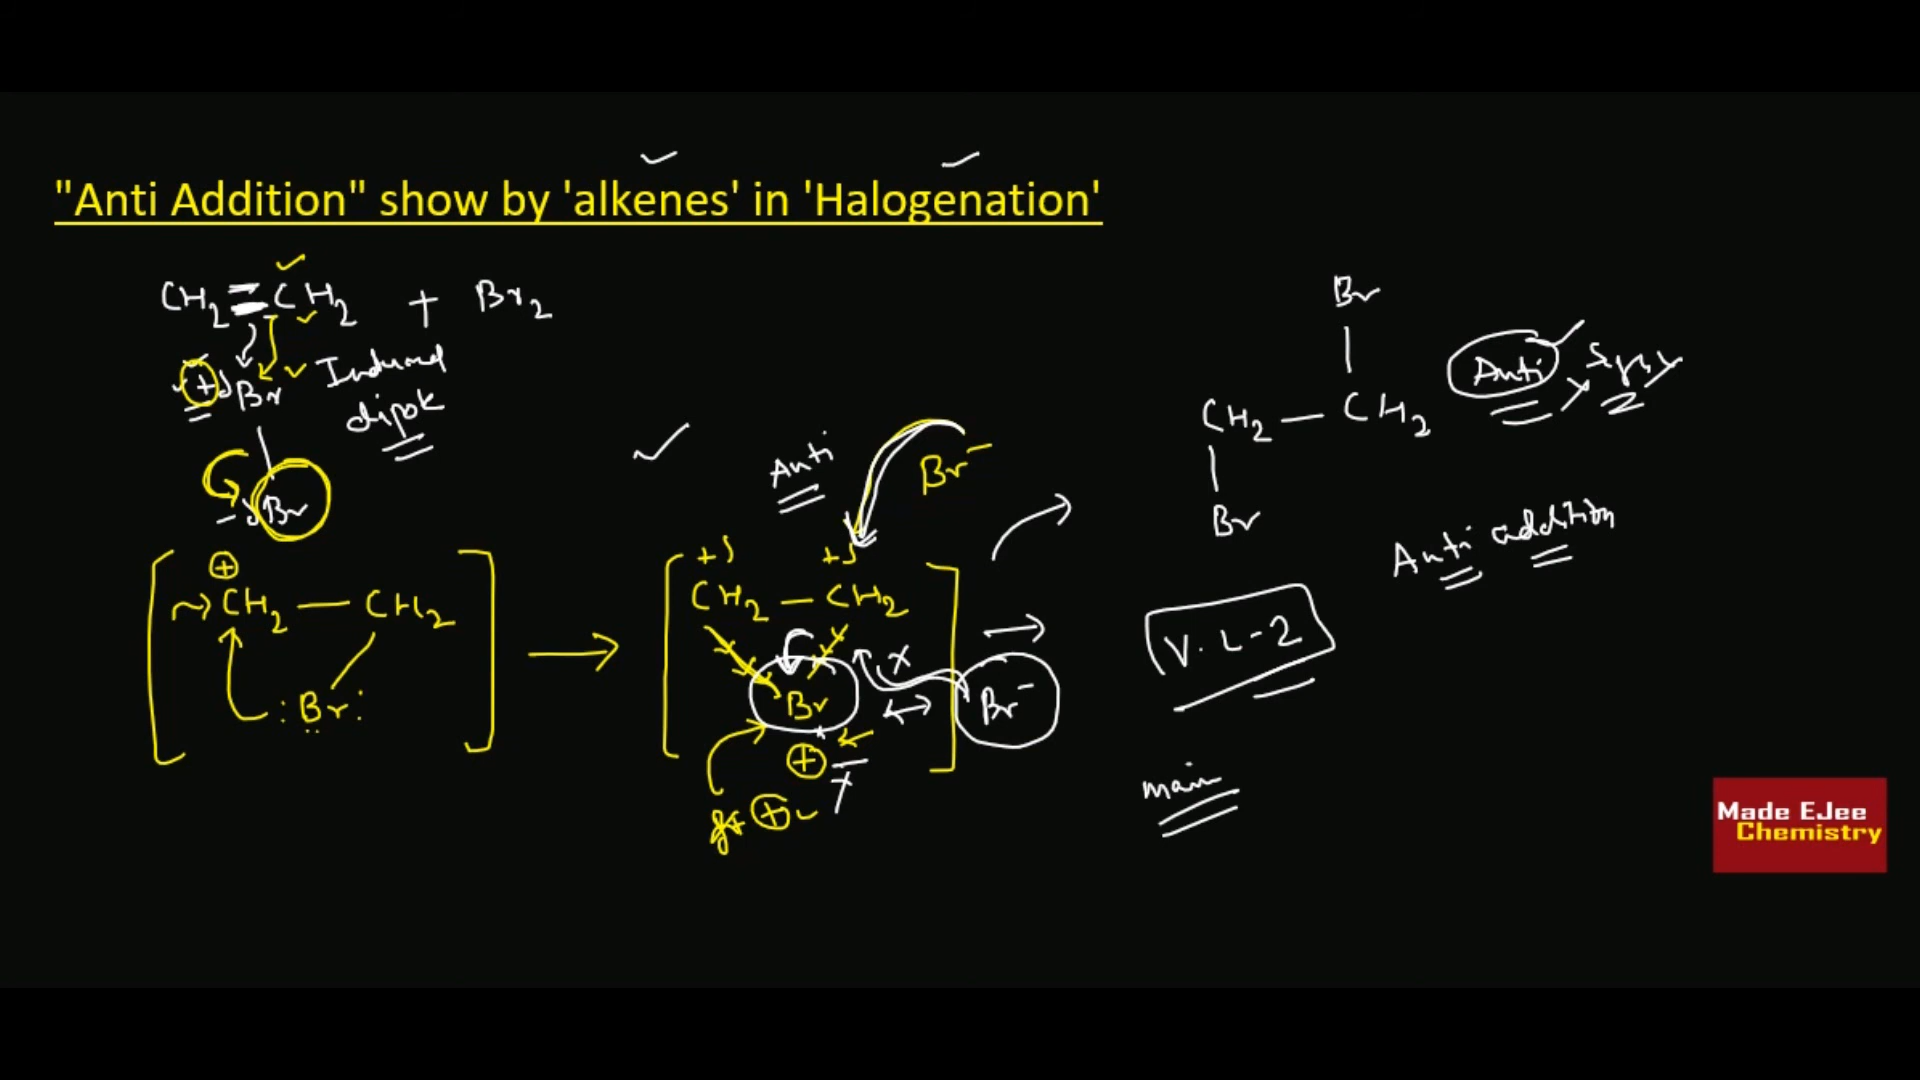 "Anti Addition" show by 'alkenes' in 'Halogenation'
CH2 = CH2 + Br2
+δ Br Induced
dipole
-δ Br
⊕
CH2 — CH2
:Br:
Anti
Br⁻
+δ +δ
CH2 — CH2
Br
⊕
x
Br⁻
⊕
Br
CH2 — CH2
Br
Anti
Anti addition
V.L-2
main
Made EJee
Chemistry